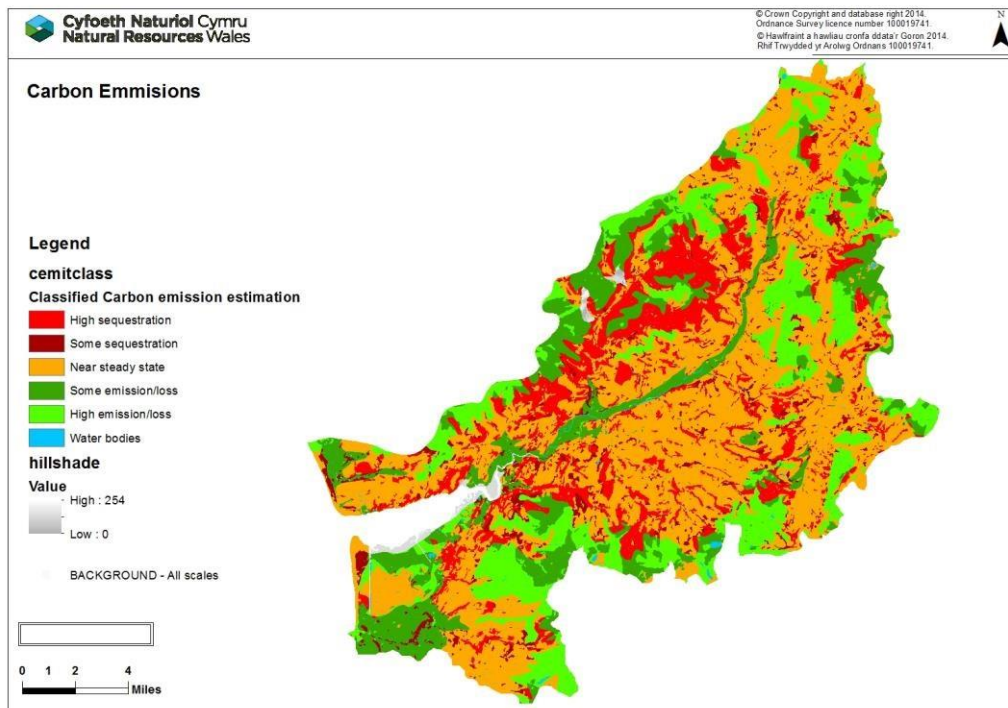 Cyfoeth Naturiol Cymru
Natural Resources Wales
© Crown Copyright and database right 2014.
Ordnance Survey licence number 100019741.
© Hawlfraint a hawliau cronfa ddata'r Goron 2014.
Rhif Trwydded yr Arolwg Ordnans 100019741.
N
Carbon Emmisions
Legend
cemitclass
Classified Carbon emission estimation
High sequestration
Some sequestration
Near steady state
Some emission/loss
High emission/loss
Water bodies
hillshade
Value
High : 254
Low : 0
BACKGROUND - All scales
0 1 2 4
Miles